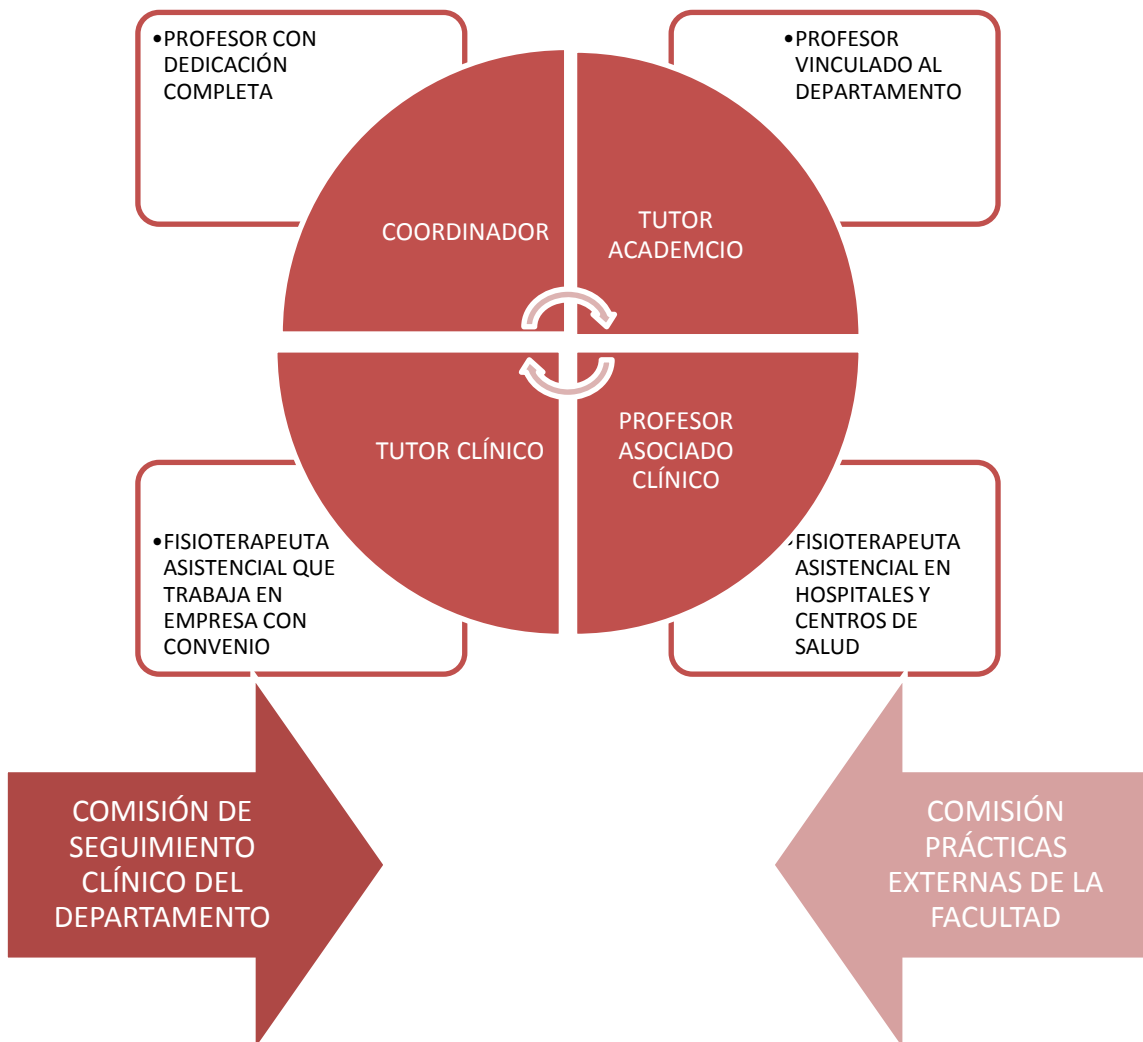 •PROFESOR CON
DEDICACIÓN
COMPLETA
•PROFESOR
VINCULADO AL
DEPARTAMENTO
COORDINADOR
TUTOR
ACADEMCIO
TUTOR CLÍNICO
PROFESOR
ASOCIADO
CLÍNICO
•FISIOTERAPEUTA
ASISTENCIAL QUE
TRABAJA EN
EMPRESA CON
CONVENIO
•FISIOTERAPEUTA
ASISTENCIAL EN
HOSPITALES Y
CENTROS DE
SALUD
COMISIÓN DE
SEGUIMIENTO
CLÍNICO DEL
DEPARTAMENTO
COMISIÓN
PRÁCTICAS
EXTERNAS DE LA
FACULTAD